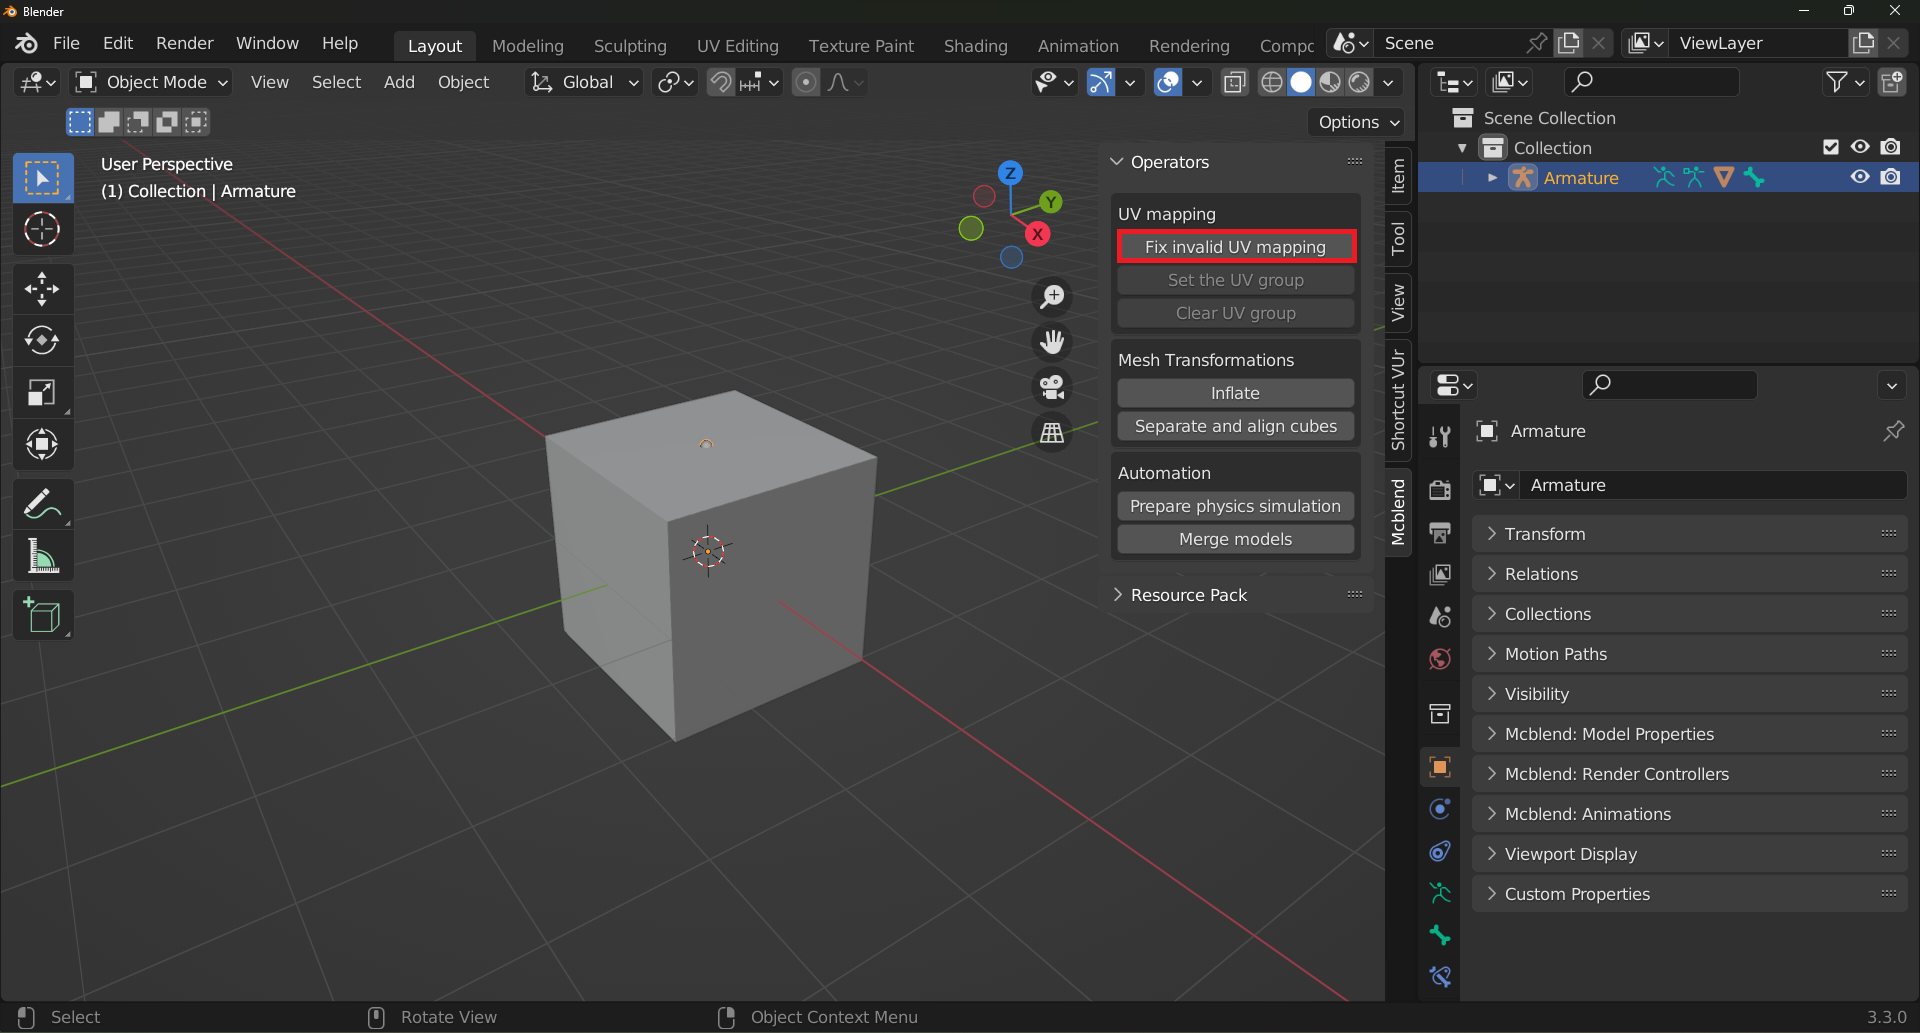 Blender
File Edit Render Window Help Layout Modeling Sculpting UV Editing Texture Paint Shading Animation Rendering Compc Scene ViewLayer
Object Mode View Select Add Object Global
Options
User Perspective
(1) Collection | Armature
Z
Y
X
Operators
UV mapping
Fix invalid UV mapping
Set the UV group
Clear UV group
Mesh Transformations
Inflate
Separate and align cubes
Automation
Prepare physics simulation
Merge models
Resource Pack
Item
Tool
View
Shortcut VUr
Mcblend
Scene Collection
Collection
Armature
Armature
Armature
Transform
Relations
Collections
Motion Paths
Visibility
Mcblend: Model Properties
Mcblend: Render Controllers
Mcblend: Animations
Viewport Display
Custom Properties
Select Rotate View Object Context Menu 3.3.0